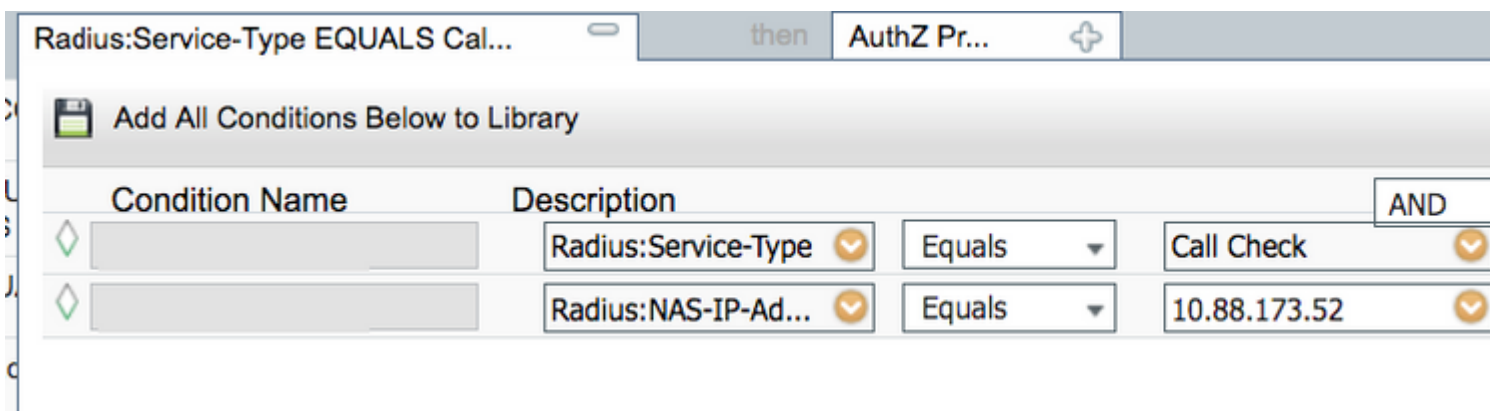 Radius:Service-Type EQUALS Cal... then AuthZ Pr...
Add All Conditions Below to Library
Condition Name Description AND
Radius:Service-Type Equals Call Check
Radius:NAS-IP-Ad... Equals 10.88.173.52